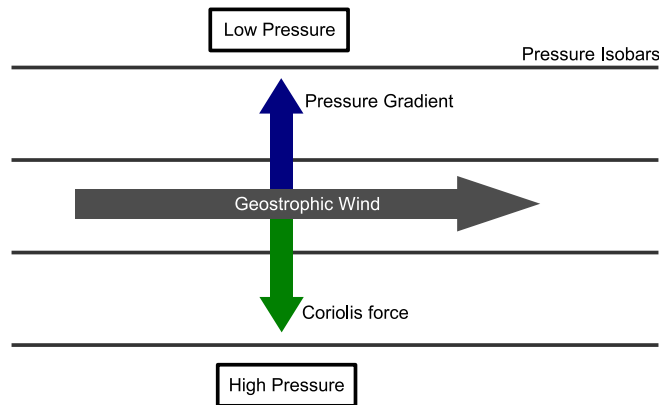 Low Pressure
Pressure Isobars
Pressure Gradient
Geostrophic Wind
Coriolis force
High Pressure